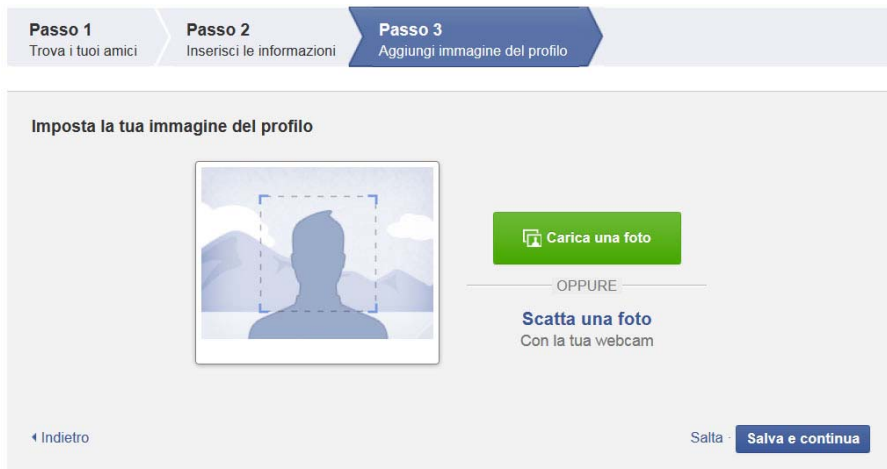 Passo 1
Trova i tuoi amici
Passo 2
Inserisci le informazioni
Passo 3
Aggiungi immagine del profilo
Imposta la tua immagine del profilo
Carica una foto
OPPURE
Scatta una foto
Con la tua webcam
Indietro
Salta · Salva e continua